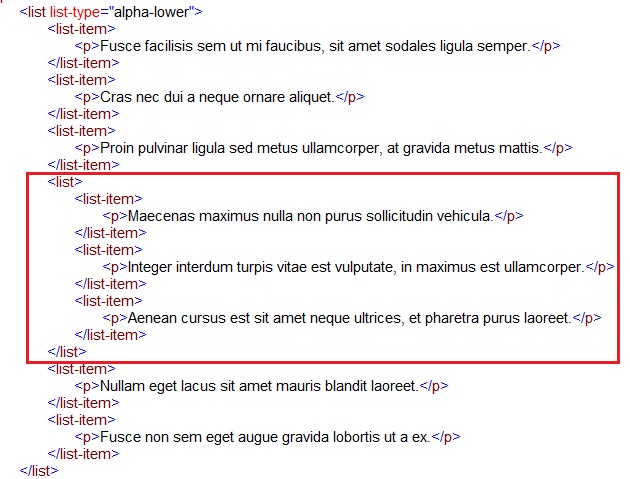 <list list-type="alpha-lower">
<list-item>
<p>Fusce facilisis sem ut mi faucibus, sit amet sodales ligula semper.</p>
</list-item>
<list-item>
<p>Cras nec dui a neque ornare aliquet.</p>
</list-item>
<list-item>
<p>Proin pulvinar ligula sed metus ullamcorper, at gravida metus mattis.</p>
</list-item>
<list>
<list-item>
<p>Maecenas maximus nulla non purus sollicitudin vehicula.</p>
</list-item>
<list-item>
<p>Integer interdum turpis vitae est vulputate, in maximus est ullamcorper.</p>
</list-item>
<list-item>
<p>Aenean cursus est sit amet neque ultrices, et pharetra purus laoreet.</p>
</list-item>
</list>
<list-item>
<p>Nullam eget lacus sit amet mauris blandit laoreet.</p>
</list-item>
<list-item>
<p>Fusce non sem eget augue gravida lobortis ut a ex.</p>
</list-item>
</list>